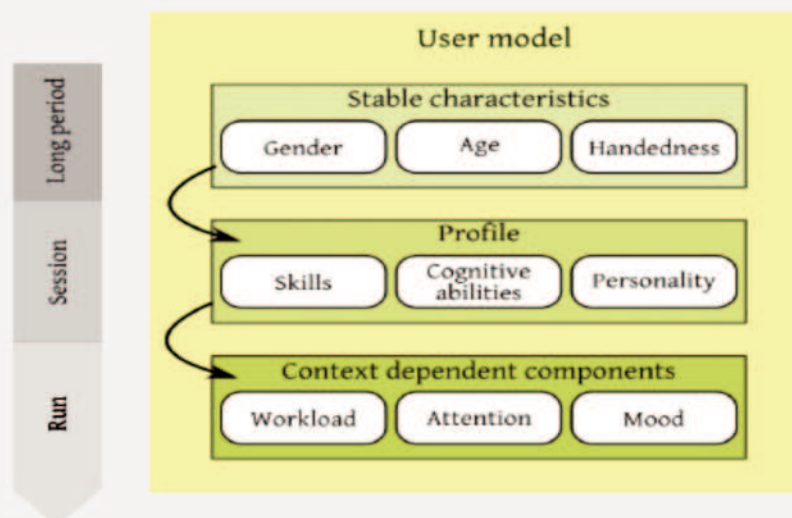 User model
Long period
Stable characteristics
Gender
Age
Handedness
Session
Profile
Skills
Cognitive
abilities
Personality
Run
Context dependent components
Workload
Attention
Mood